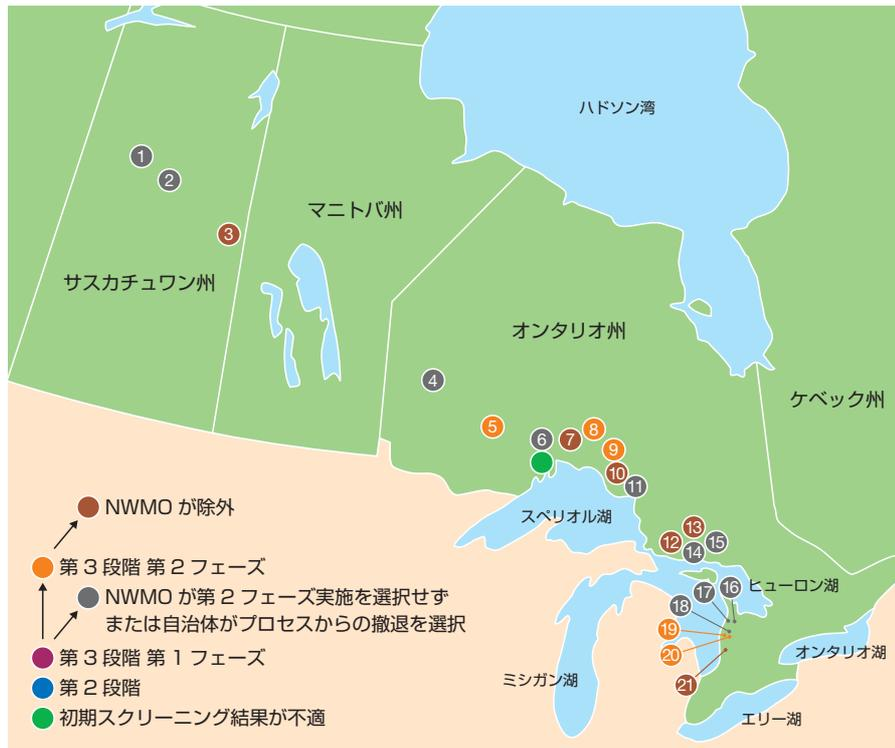 ハドソン湾
1
2
マニトバ州
3
サスカチュワン州
オンタリオ州
4
ケベック州
5
6
7
8
9
10
11
スペリオル湖
12
13
14
15
16
17
ヒューロン湖
18
19
20
オンタリオ湖
21
ミシガン湖
エリー湖
NWMO が除外
第 3 段階 第 2 フェーズ
NWMO が第 2 フェーズ実施を選択せず
または自治体がプロセスからの撤退を選択
第 3 段階 第 1 フェーズ
第 2 段階
初期スクリーニング結果が不適